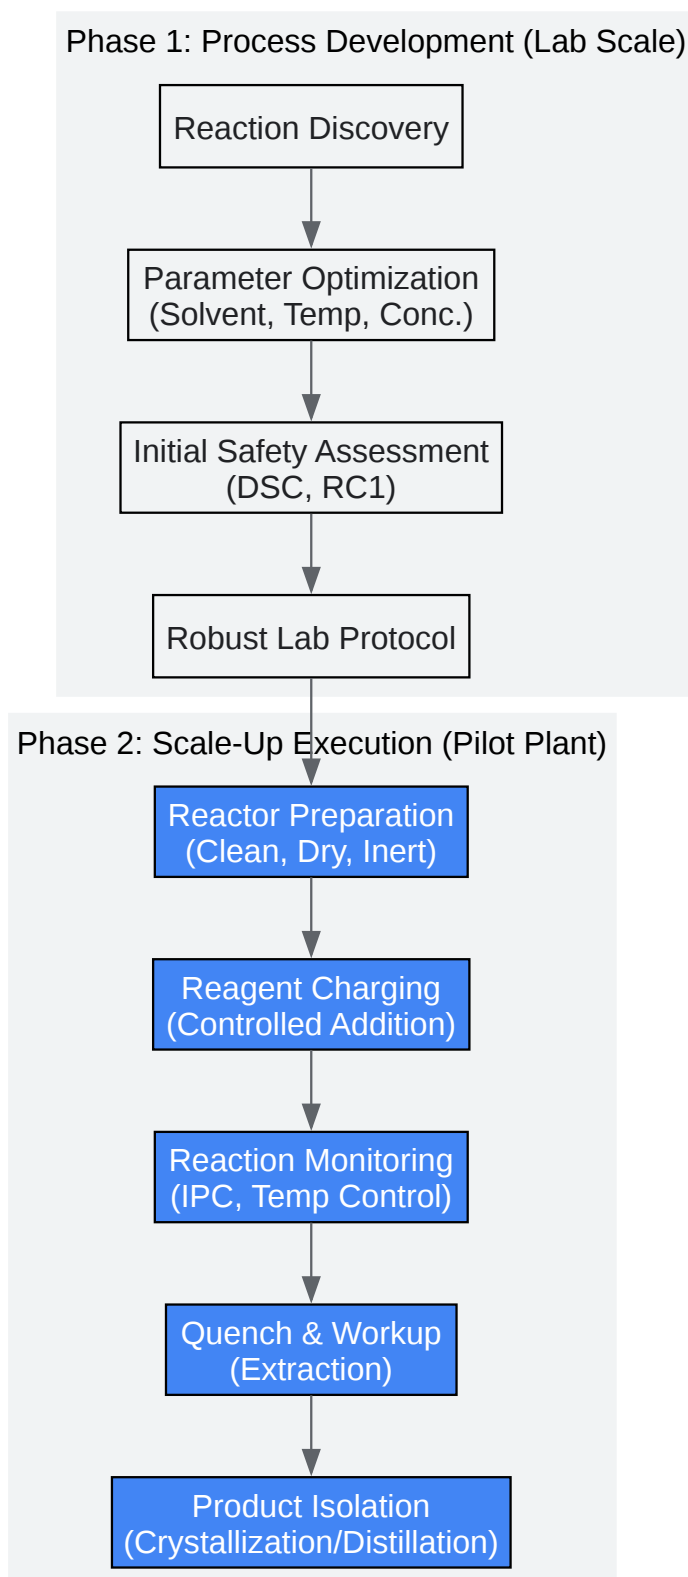 Phase 1: Process Development (Lab Scale)
Reaction Discovery
Parameter Optimization
(Solvent, Temp, Conc.)
Initial Safety Assessment
(DSC, RC1)
Robust Lab Protocol
Phase 2: Scale-Up Execution (Pilot Plant)
Reactor Preparation
(Clean, Dry, Inert)
Reagent Charging
(Controlled Addition)
Reaction Monitoring
(IPC, Temp Control)
Quench & Workup
(Extraction)
Product Isolation
(Crystallization/Distillation)